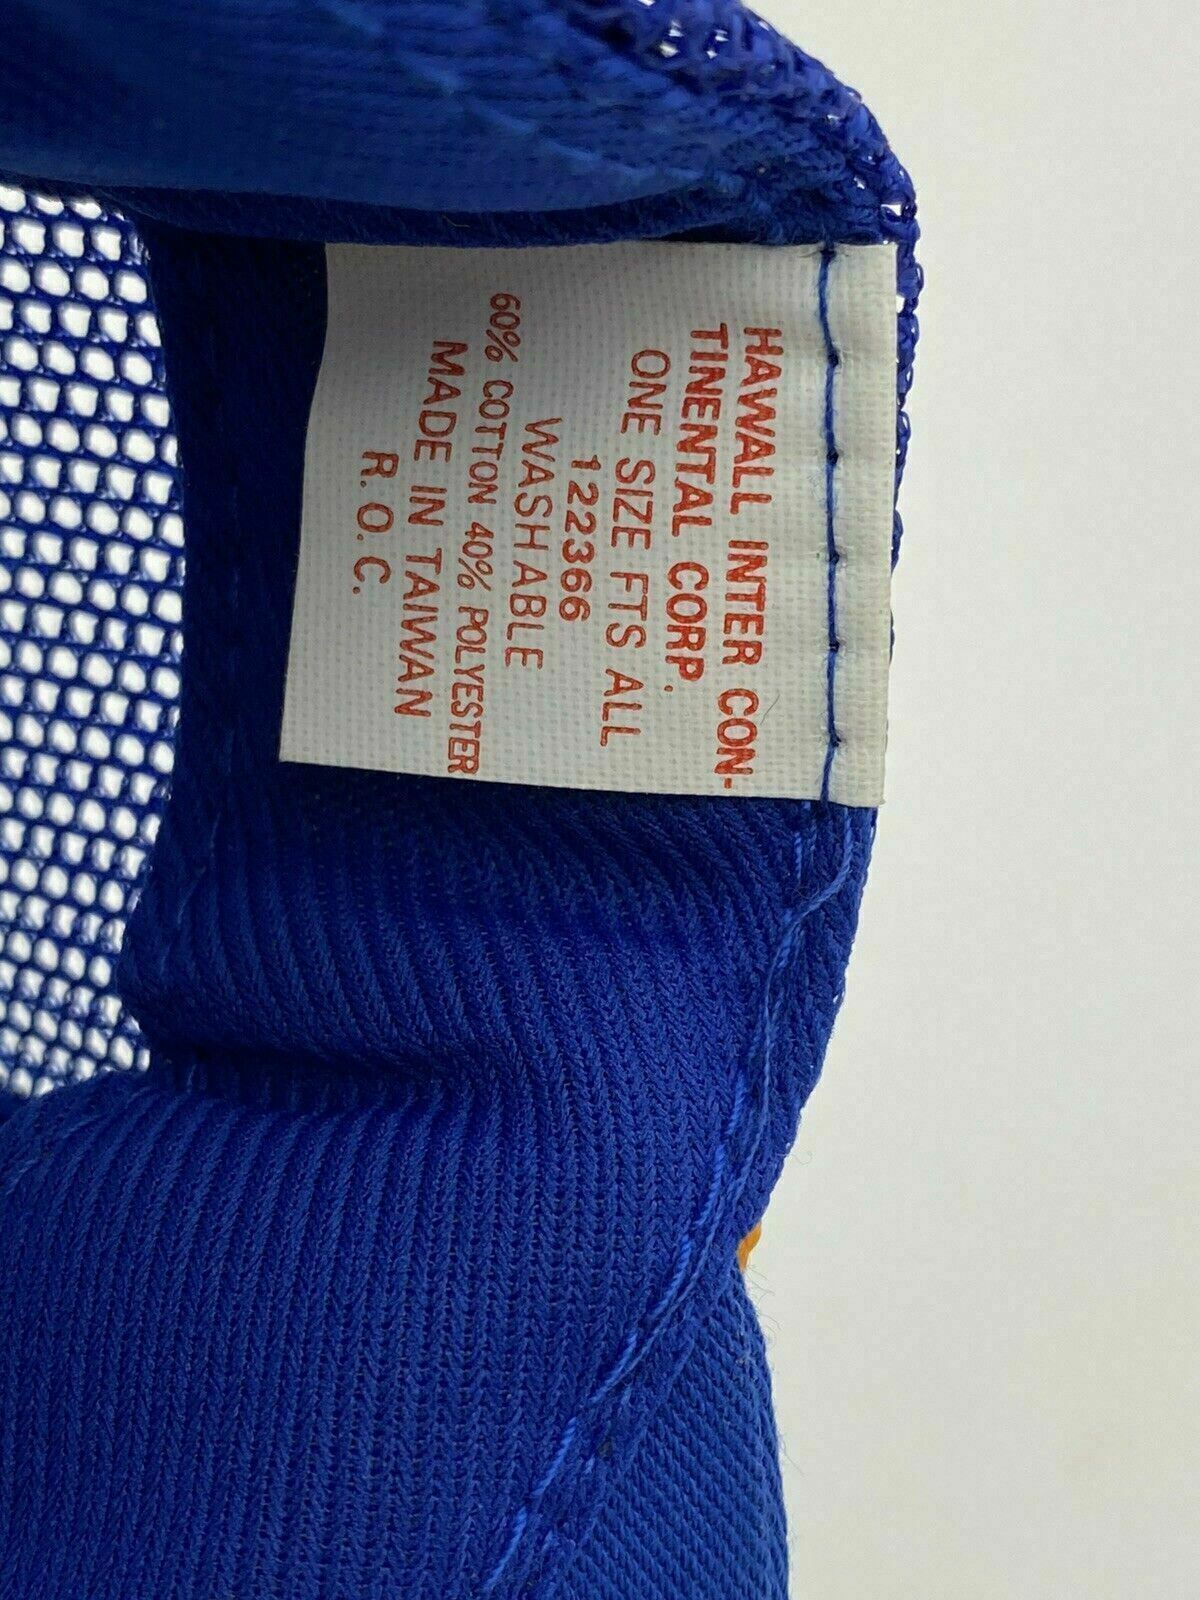 HAWALL INTER CON-
TINENTAL CORP.
ONE SIZE FTS ALL
122366
WASHABLE
60% COTTON 40% POLYESTER
MADE IN TAIWAN
R.O.C.